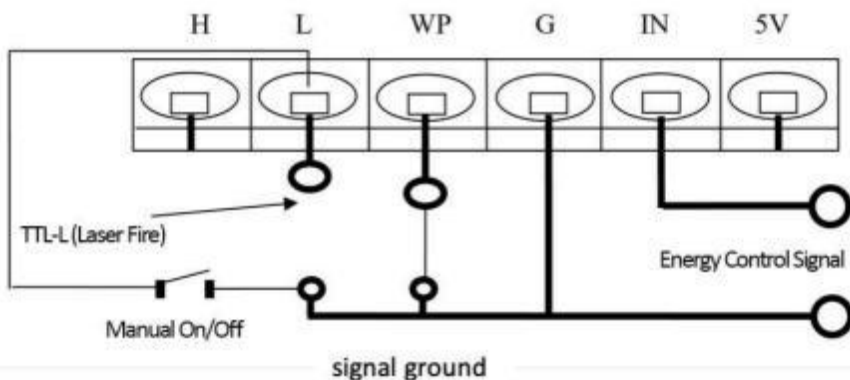 H L WP G IN 5V
TTL-L (Laser Fire)
Energy Control Signal
Manual On/Off
signal ground